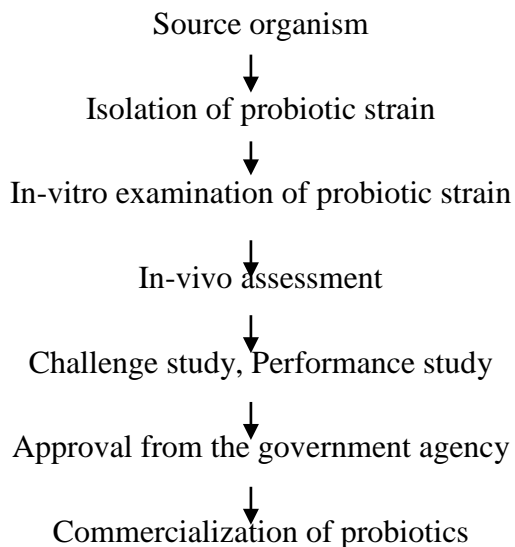 Source organism
Isolation of probiotic strain
In-vitro examination of probiotic strain
In-vivo assessment
Challenge study, Performance study
Approval from the government agency
Commercialization of probiotics